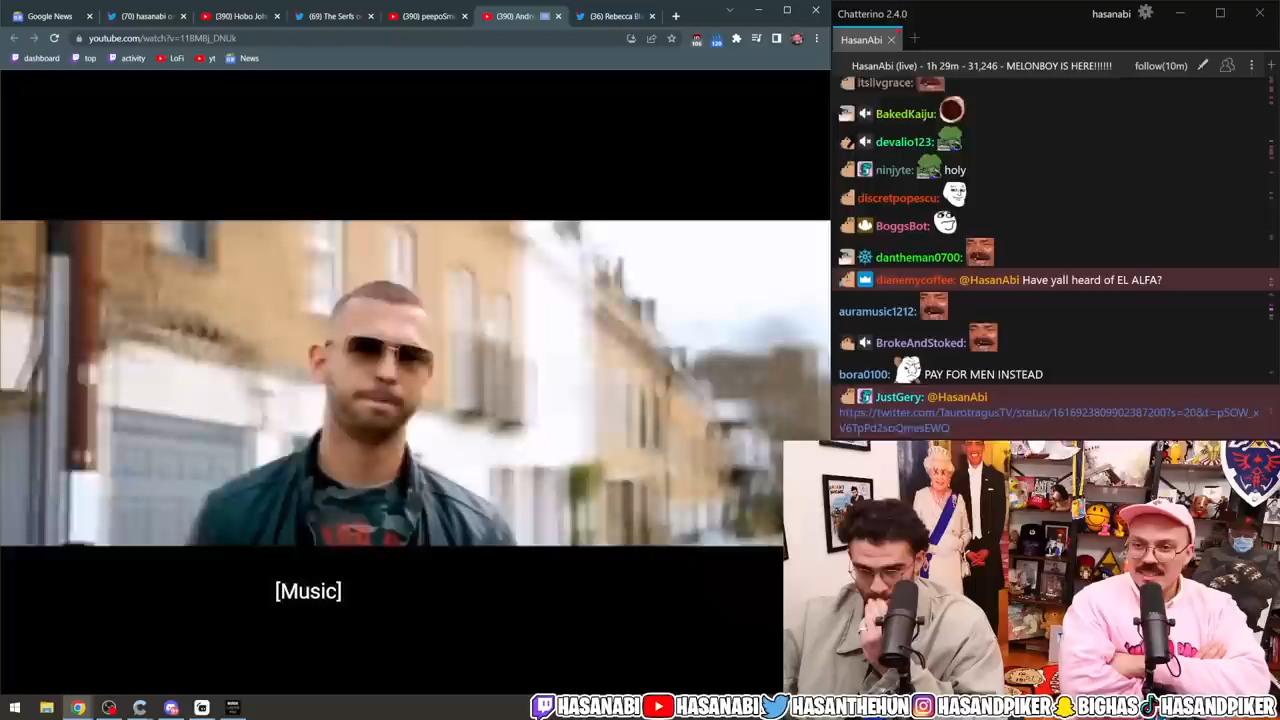 Google News
(70) hasanabi o
(390) Hobo Joh
(69) The Serfs o
(390) peepoSm
(390) Andr
(36) Rebecca Bl
Chatterino 2.4.0
hasanabi
youtube.com/watch?v=11BMBj_DNUk
106
120
HasanAbi
dashboard
top
activity
LoFi
yt
News
HasanAbi (live) - 1h 29m - 31,246 - MELONBOY IS HERE!!!!!!
follow(10m)
itsllvgrace:
BakedKaiju:
devalio123:
ninjyte: holy
discretpopescu:
BoggsBot:
dantheman0700:
dianemycoffee: @HasanAbi Have yall heard of EL ALFA?
auramusic1212:
BrokeAndStoked:
bora0100: PAY FOR MEN INSTEAD
JustGery: @HasanAbi
[Music]
HASANABI HASANABI HASANTHEHUN HASANDPIKER BIGHAS HASANDPIKER